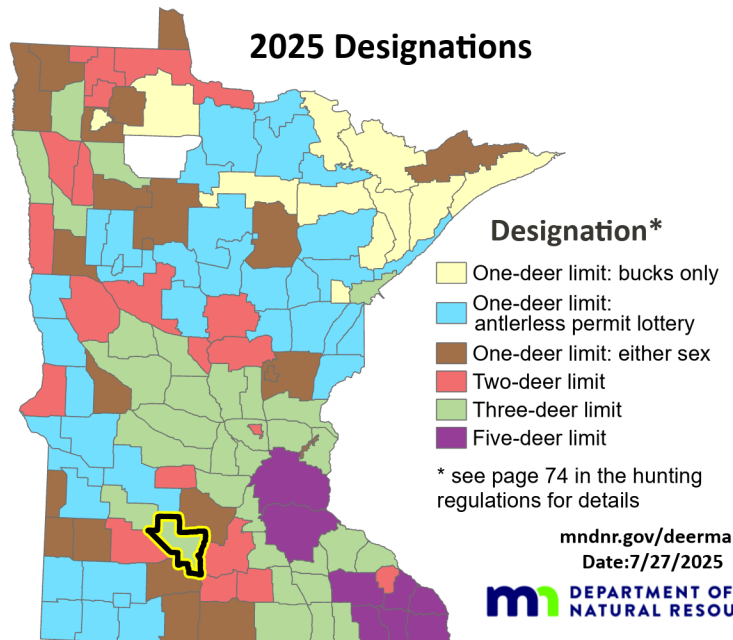 2025 Designations
Designation*
One-deer limit: bucks only
One-deer limit:
antlerless permit lottery
One-deer limit: either sex
Two-deer limit
Three-deer limit
Five-deer limit
* see page 74 in the hunting
regulations for details
mndnr.gov/deerma
Date:7/27/2025
mn DEPARTMENT OF
NATURAL RESOU